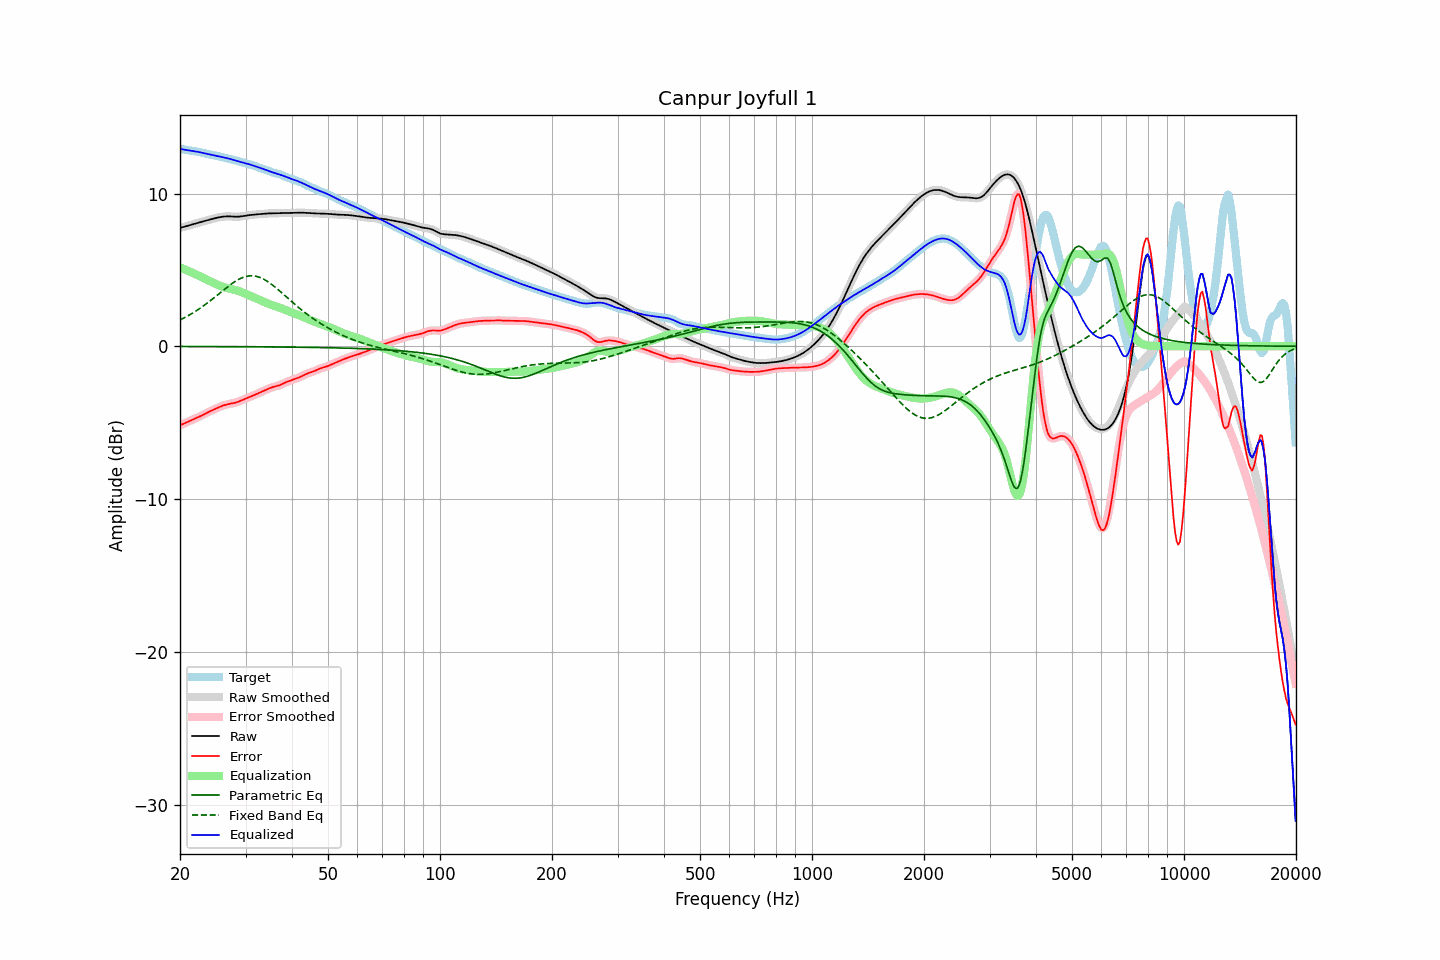 Canpur Joyfull 1
Amplitude (dBr)
10
0
−10
−20
−30
Target
Raw Smoothed
Error Smoothed
Raw
Error
Equalization
Parametric Eq
Fixed Band Eq
Equalized
20 50 100 200 500 1000 2000 5000 10000 20000
Frequency (Hz)